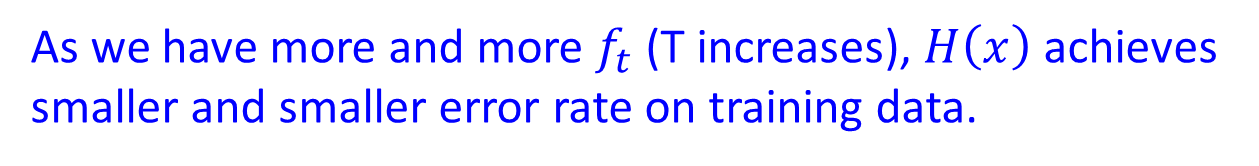 As we have more and more f_t (T increases), H(x) achieves
smaller and smaller error rate on training data.